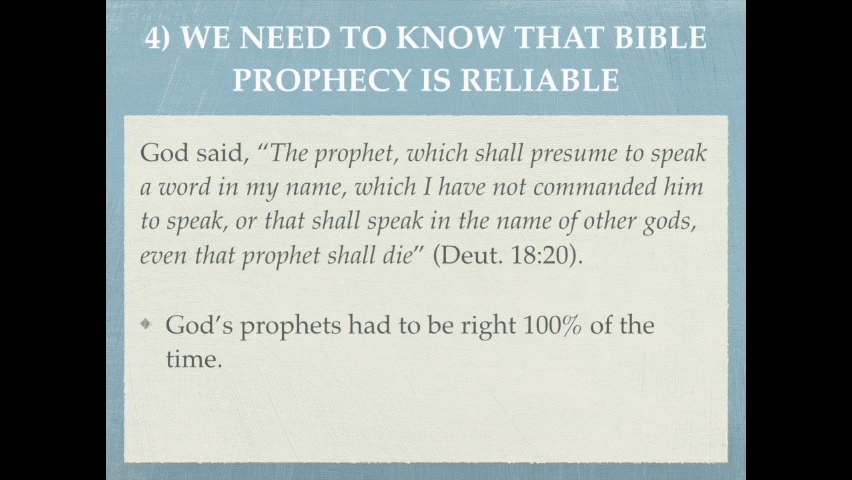 4) WE NEED TO KNOW THAT BIBLE
PROPHECY IS RELIABLE
God said, “The prophet, which shall presume to speak
a word in my name, which I have not commanded him
to speak, or that shall speak in the name of other gods,
even that prophet shall die” (Deut. 18:20).
God’s prophets had to be right 100% of the
time.